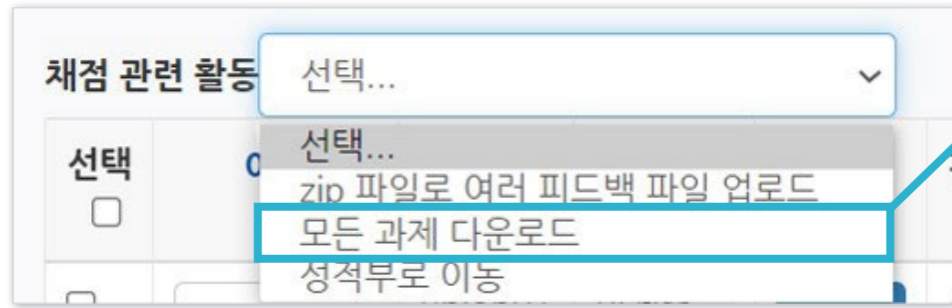 채점 관련 활동
선택...
선택
선택...
zip 파일로 여러 피드백 파일 업로드
모든 과제 다운로드
성적부로 이동